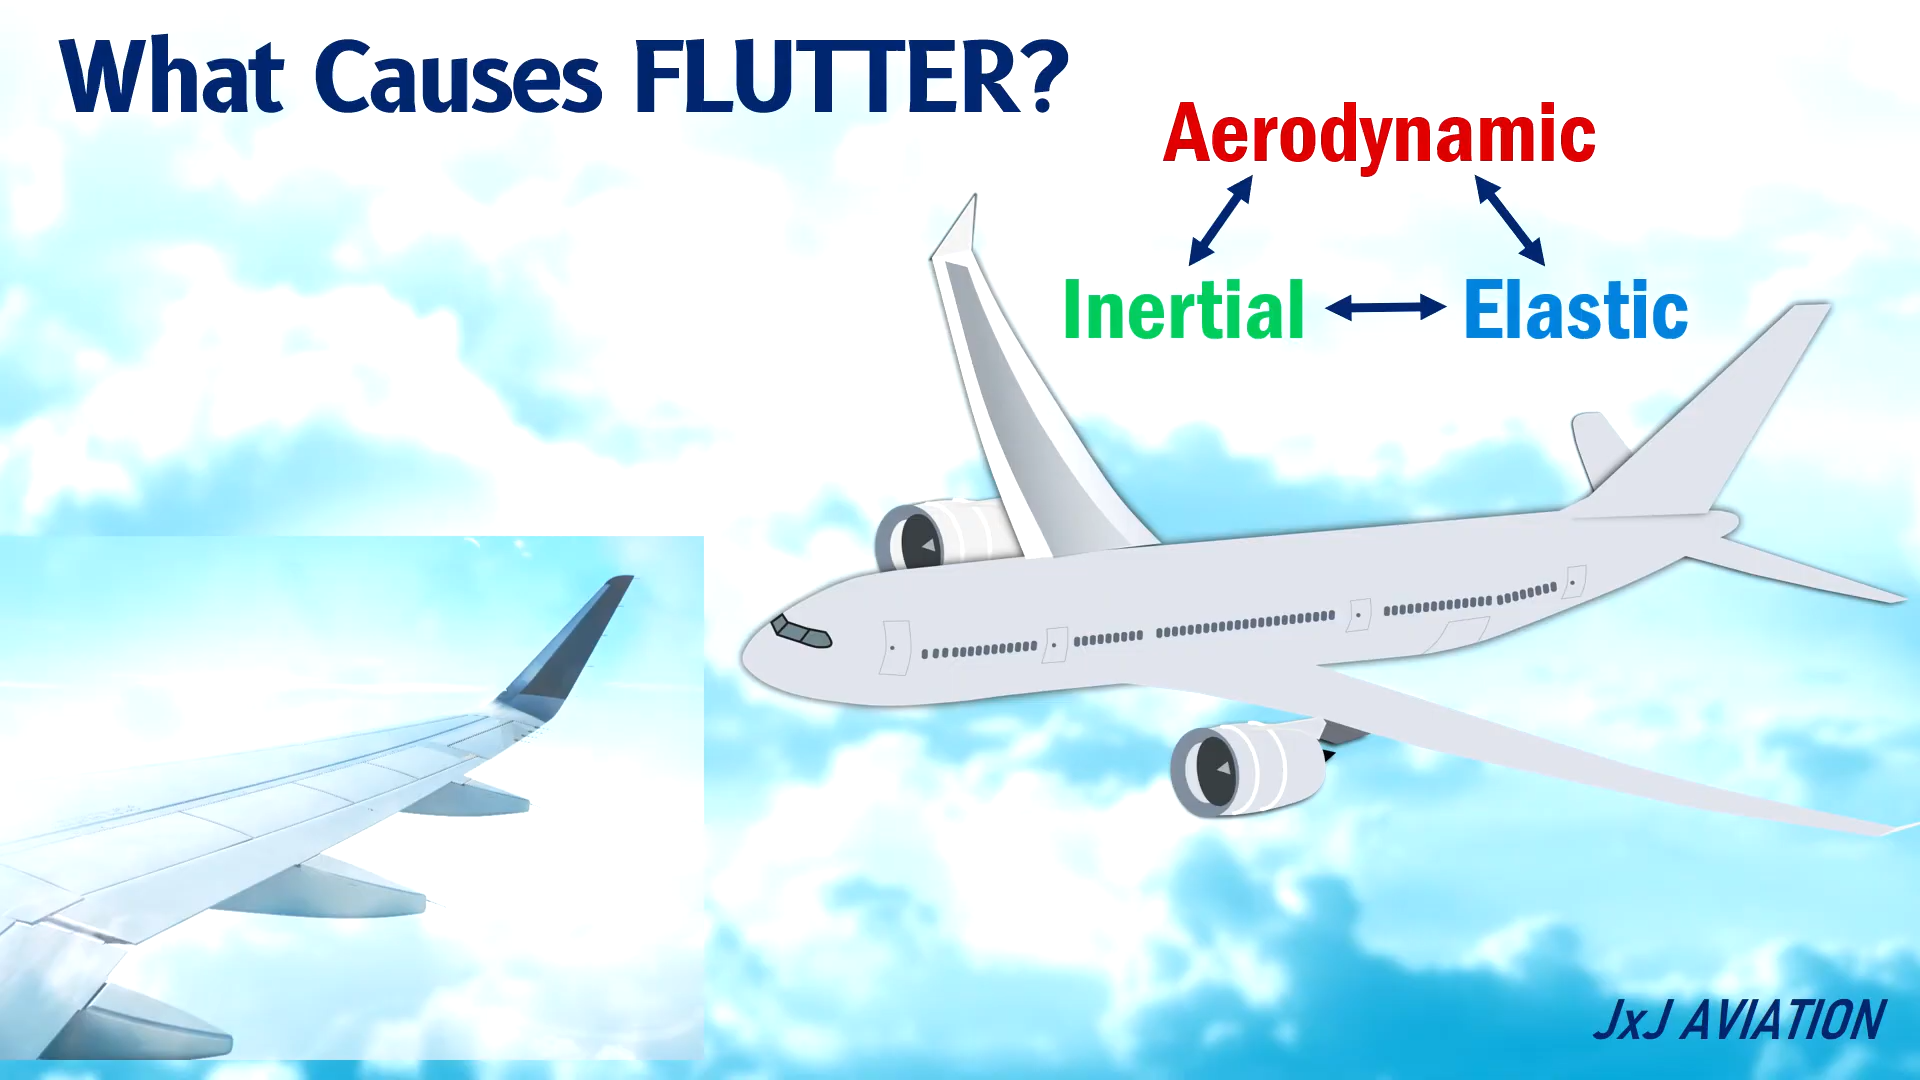 What Causes FLUTTER?
Aerodynamic
Inertial
Elastic
JxJ AVIATION